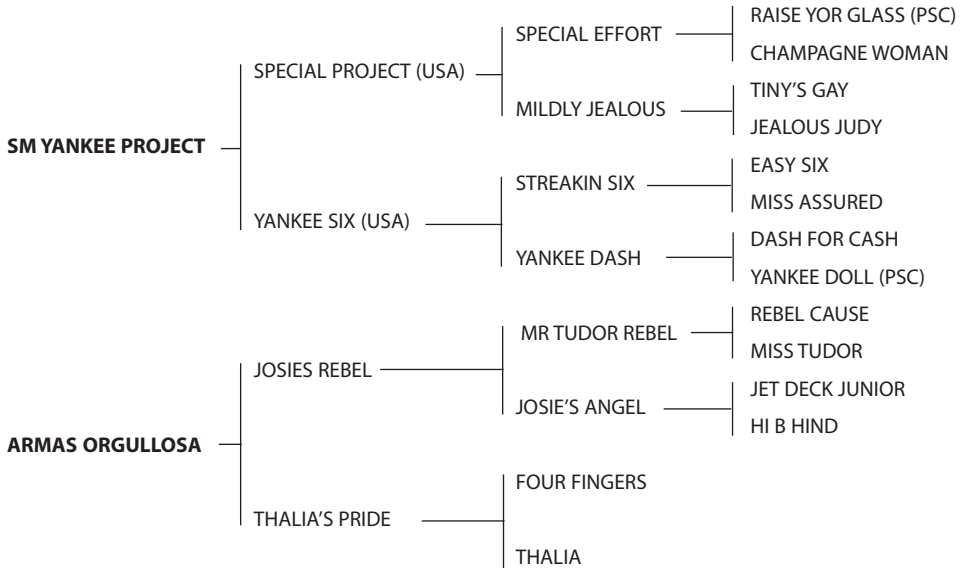 RAISE YOR GLASS (PSC)
SPECIAL EFFORT
CHAMPAGNE WOMAN
SPECIAL PROJECT (USA)
TINY'S GAY
MILDLY JEALOUS
JEALOUS JUDY
SM YANKEE PROJECT
EASY SIX
STREAKIN SIX
MISS ASSURED
YANKEE SIX (USA)
DASH FOR CASH
YANKEE DASH
YANKEE DOLL (PSC)
REBEL CAUSE
MR TUDOR REBEL
MISS TUDOR
JOSIES REBEL
JET DECK JUNIOR
JOSIE'S ANGEL
HI B HIND
ARMAS ORGULLOSA
FOUR FINGERS
THALIA'S PRIDE
THALIA